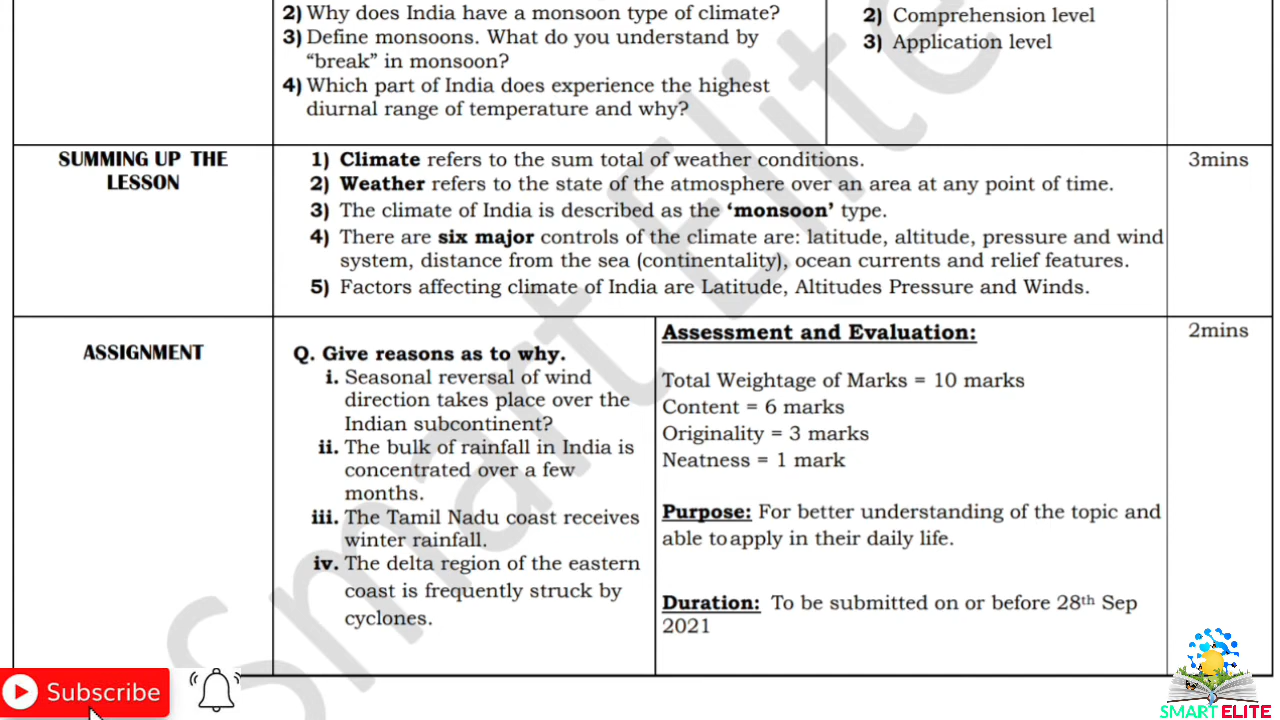 2) Why does India have a monsoon type of climate?
3) Define monsoons. What do you understand by
“break” in monsoon?
4) Which part of India does experience the highest
diurnal range of temperature and why?
2) Comprehension level
3) Application level
SUMMING UP THE
LESSON
1) Climate refers to the sum total of weather conditions.
2) Weather refers to the state of the atmosphere over an area at any point of time.
3) The climate of India is described as the ‘monsoon’ type.
4) There are six major controls of the climate are: latitude, altitude, pressure and wind
system, distance from the sea (continentality), ocean currents and relief features.
5) Factors affecting climate of India are Latitude, Altitudes Pressure and Winds.
3mins
ASSIGNMENT
Q. Give reasons as to why.
i. Seasonal reversal of wind
direction takes place over the
Indian subcontinent?
ii. The bulk of rainfall in India is
concentrated over a few
months.
iii. The Tamil Nadu coast receives
winter rainfall.
iv. The delta region of the eastern
coast is frequently struck by
cyclones.
Assessment and Evaluation:
Total Weightage of Marks = 10 marks
Content = 6 marks
Originality = 3 marks
Neatness = 1 mark
Purpose: For better understanding of the topic and
able to apply in their daily life.
Duration: To be submitted on or before 28th Sep
2021
2mins
Smart Elite
Subscribe
SMART ELITE